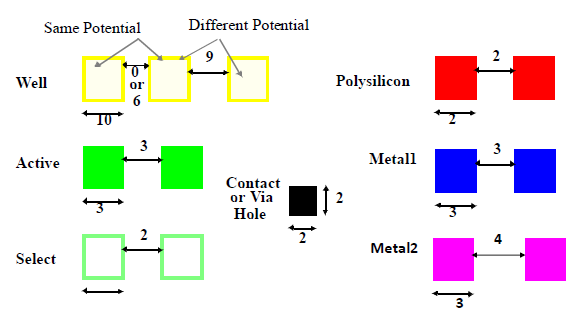 Same Potential
Different Potential
Well
0
or
6
9
10
Polysilicon
2
2
Active
3
3
Contact
or Via
Hole
2
2
Metal1
3
3
Select
2
Metal2
4
3